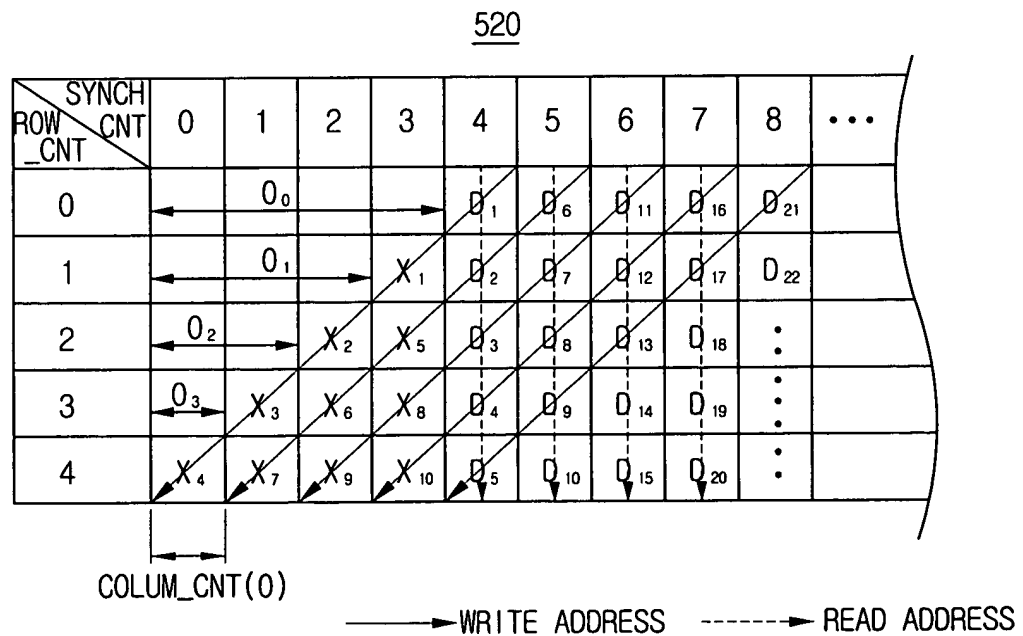 520
SYNCH
ROW CNT 0 1 2 3 4 5 6 7 8 •••
_CNT
0 O₀ D₁ D₆ D₁₁ D₁₆ D₂₁
1 O₁ X₁ D₂ D₇ D₁₂ D₁₇ D₂₂
2 O₂ X₂ X₅ D₃ D₈ D₁₃ D₁₈
3 O₃ X₃ X₆ X₈ D₄ D₉ D₁₄ D₁₉
4 X₄ X₇ X₉ X₁₀ D₅ D₁₀ D₁₅ D₂₀
COLUM_CNT(0)
WRITE ADDRESS READ ADDRESS